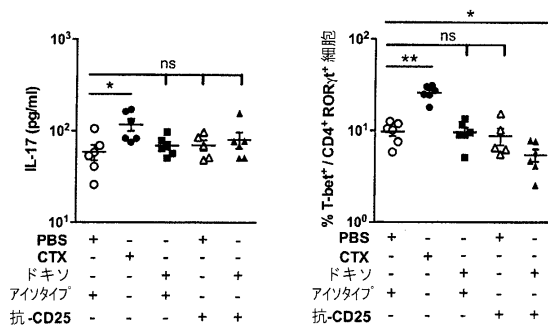 10³
10²
10¹
IL-17 (pg/ml)
ns
*
PBS + - - + -
CTX - + - - -
ドキソ - - + - +
アイソタイプ + - + - -
抗-CD25 - - - + +
10²
10¹
10⁰
% T-bet⁺ / CD4⁺ RORγt⁺ 細胞
*
ns
**
PBS + - - + -
CTX - + - - -
ドキソ - - + - +
アイソタイプ + - + - -
抗-CD25 - - - + +